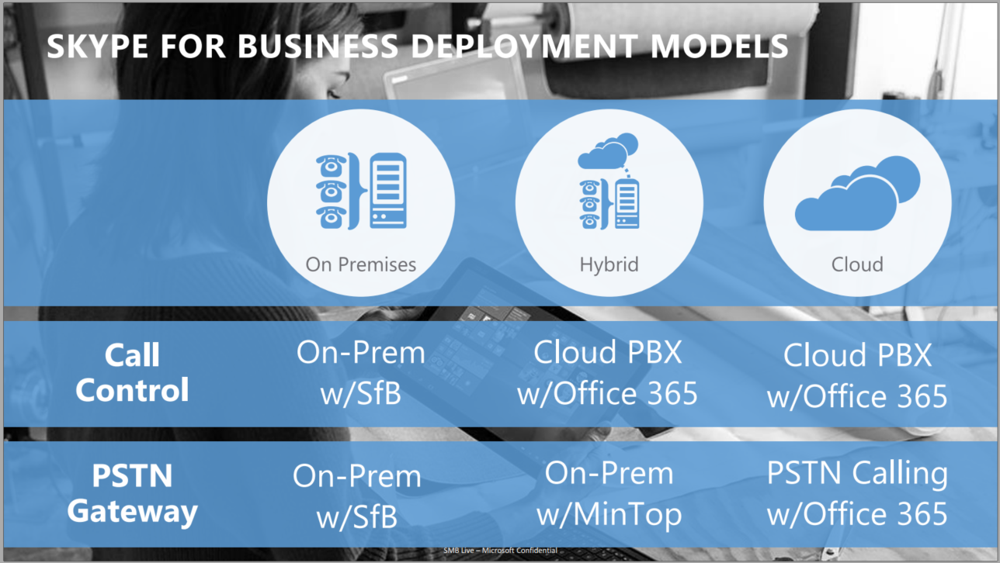 SKYPE FOR BUSINESS DEPLOYMENT MODELS
On Premises
Hybrid
Cloud
Call
Control
On-Prem
w/SfB
Cloud PBX
w/Office 365
Cloud PBX
w/Office 365
PSTN
Gateway
On-Prem
w/SfB
On-Prem
w/MinTop
PSTN Calling
w/Office 365
SMB Live – Microsoft Confidential